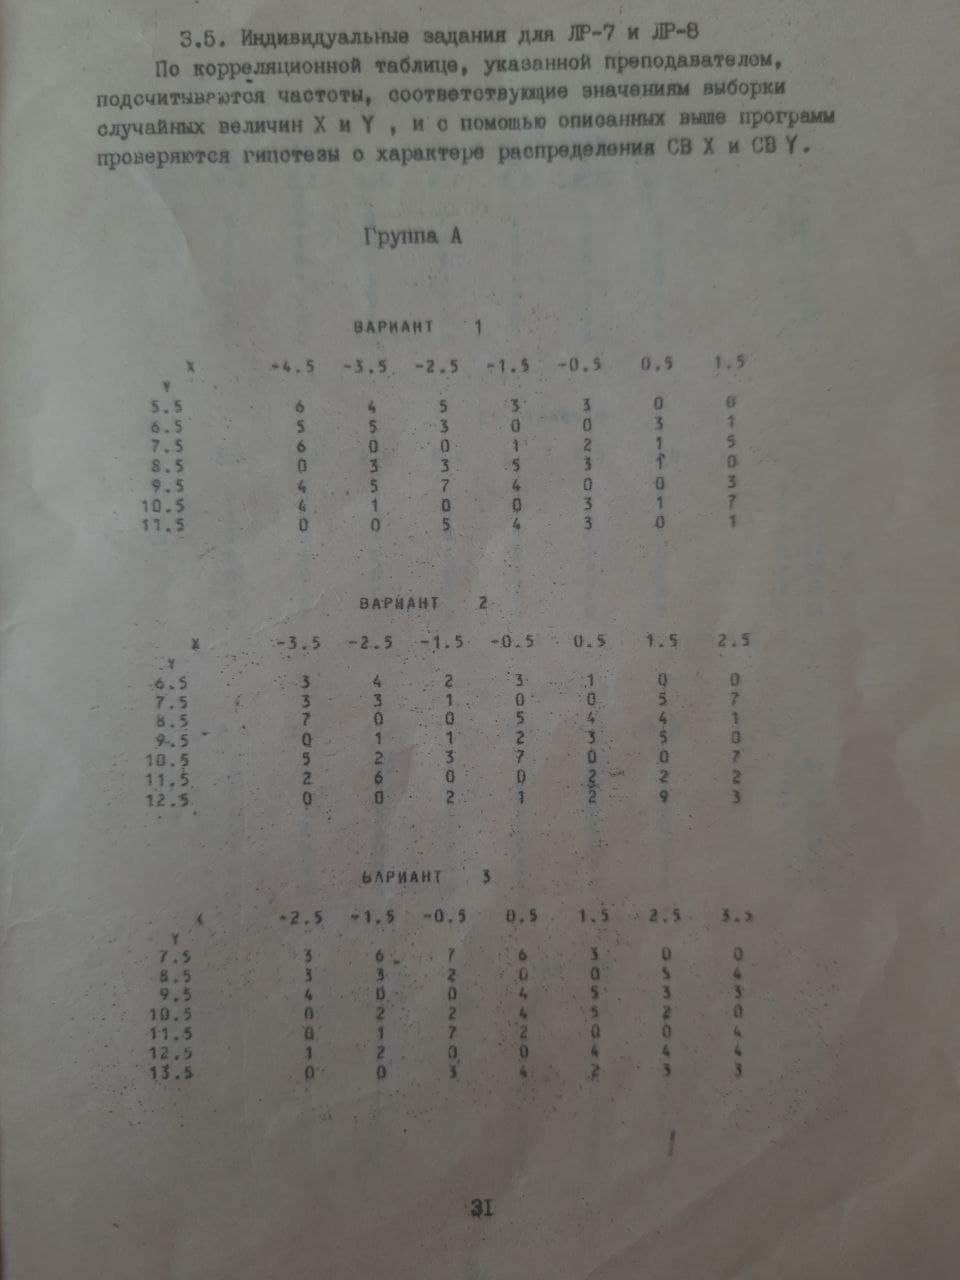 3.5. Индивидуальные задания для ЛР-7 и ЛР-8
По корреляционной таблице, указанной преподавателем,
подсчитываются частоты, соответствующие значениям выборки
случайных величин X и Y , и с помощью описанных выше программ
проверяются гипотезы о характере распределения СВ X и СВ Y.
Группа А
ВАРИАНТ 1
X -4.5 -3.5 -2.5 -1.5 -0.5 0.5 1.5
Y
5.5 6 4 5 3 3 0 0
6.5 5 5 3 0 0 3 1
7.5 6 0 0 1 2 1 5
8.5 0 3 3 5 3 1 0
9.5 4 5 7 4 0 0 3
10.5 4 1 0 0 3 1 7
11.5 0 0 5 4 3 0 1
ВАРИАНТ 2
X -3.5 -2.5 -1.5 -0.5 0.5 1.5 2.5
Y
6.5 3 4 2 3 1 0 0
7.5 3 3 1 0 0 5 7
8.5 7 0 0 5 4 4 1
9.5 0 1 1 2 3 5 0
10.5 5 2 3 7 0 0 7
11.5 2 6 0 0 2 2 2
12.5 0 0 2 1 2 9 3
ВАРИАНТ 3
X -2.5 -1.5 -0.5 0.5 1.5 2.5 3.5
Y
7.5 3 6 7 6 3 0 0
8.5 3 3 2 0 0 5 4
9.5 4 0 0 4 5 3 3
10.5 0 2 2 4 5 2 0
11.5 0 1 7 2 0 0 4
12.5 1 2 0 0 4 4 4
13.5 0 0 3 4 2 3 3
31